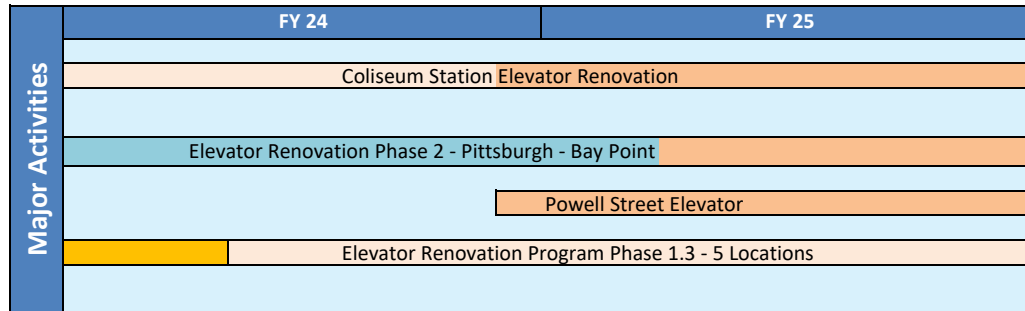 FY 24
FY 25
Major Activities
Coliseum Station Elevator Renovation
Elevator Renovation Phase 2 - Pittsburgh - Bay Point
Powell Street Elevator
Elevator Renovation Program Phase 1.3 - 5 Locations